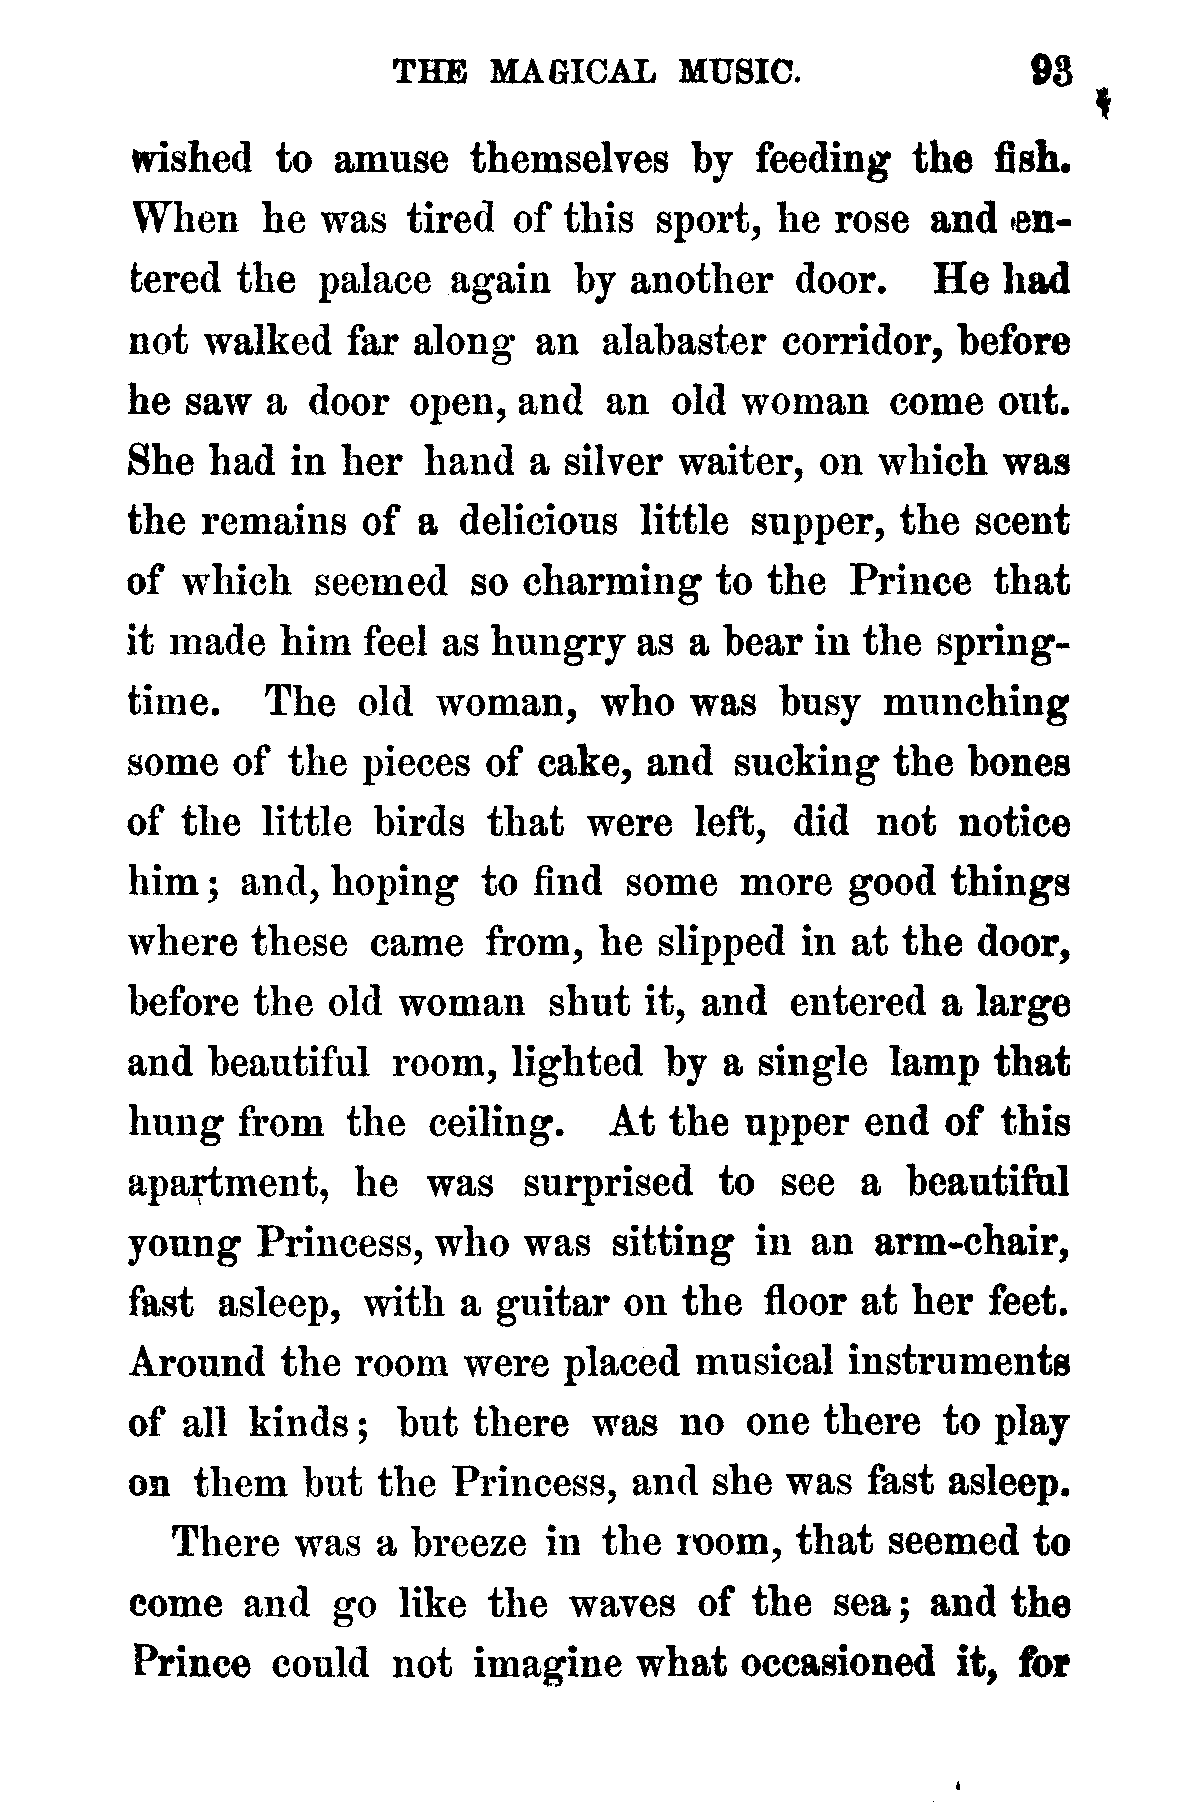 THE MAGICAL MUSIC. 93
wished to amuse themselves by feeding the fish.
When he was tired of this sport, he rose and en-
tered the palace again by another door. He had
not walked far along an alabaster corridor, before
he saw a door open, and an old woman come out.
She had in her hand a silver waiter, on which was
the remains of a delicious little supper, the scent
of which seemed so charming to the Prince that
it made him feel as hungry as a bear in the spring-
time. The old woman, who was busy munching
some of the pieces of cake, and sucking the bones
of the little birds that were left, did not notice
him; and, hoping to find some more good things
where these came from, he slipped in at the door,
before the old woman shut it, and entered a large
and beautiful room, lighted by a single lamp that
hung from the ceiling. At the upper end of this
apartment, he was surprised to see a beautiful
young Princess, who was sitting in an arm-chair,
fast asleep, with a guitar on the floor at her feet.
Around the room were placed musical instruments
of all kinds; but there was no one there to play
on them but the Princess, and she was fast asleep.
There was a breeze in the room, that seemed to
come and go like the waves of the sea; and the
Prince could not imagine what occasioned it, for